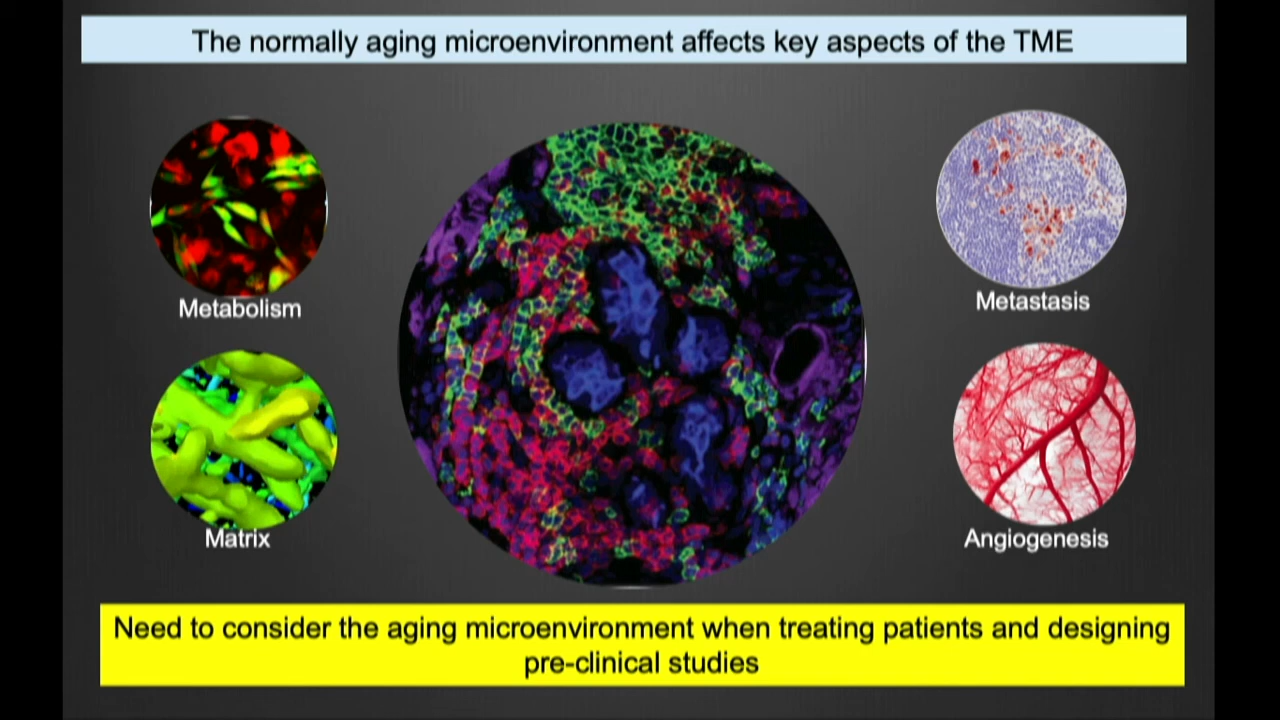 The normally aging microenvironment affects key aspects of the TME
Metabolism
Metastasis
Matrix
Angiogenesis
Need to consider the aging microenvironment when treating patients and designing
pre-clinical studies